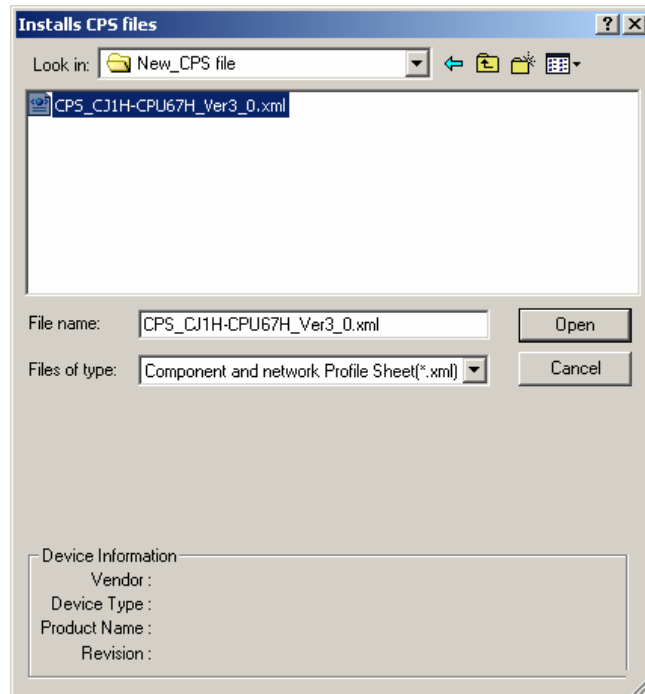 Installs CPS files
Look in: New_CPS file
CPS_CJ1H-CPU67H_Ver3_0.xml
File name: CPS_CJ1H-CPU67H_Ver3_0.xml Open
Files of type: Component and network Profile Sheet(*.xml) Cancel
Device Information
Vendor :
Device Type :
Product Name :
Revision :